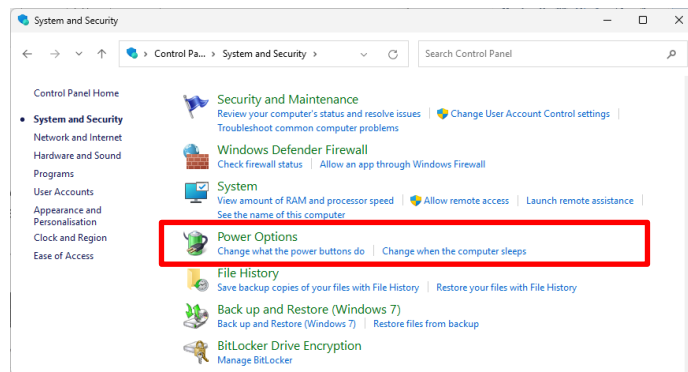 System and Security
Control Pa... › System and Security ›
Search Control Panel
Control Panel Home
System and Security
Network and Internet
Hardware and Sound
Programs
User Accounts
Appearance and
Personalisation
Clock and Region
Ease of Access
Security and Maintenance
Review your computer's status and resolve issues | Change User Account Control settings |
Troubleshoot common computer problems
Windows Defender Firewall
Check firewall status | Allow an app through Windows Firewall
System
View amount of RAM and processor speed | Allow remote access | Launch remote assistance |
See the name of this computer
Power Options
Change what the power buttons do | Change when the computer sleeps
File History
Save backup copies of your files with File History | Restore your files with File History
Back up and Restore (Windows 7)
Back up and Restore (Windows 7) | Restore files from backup
BitLocker Drive Encryption
Manage BitLocker